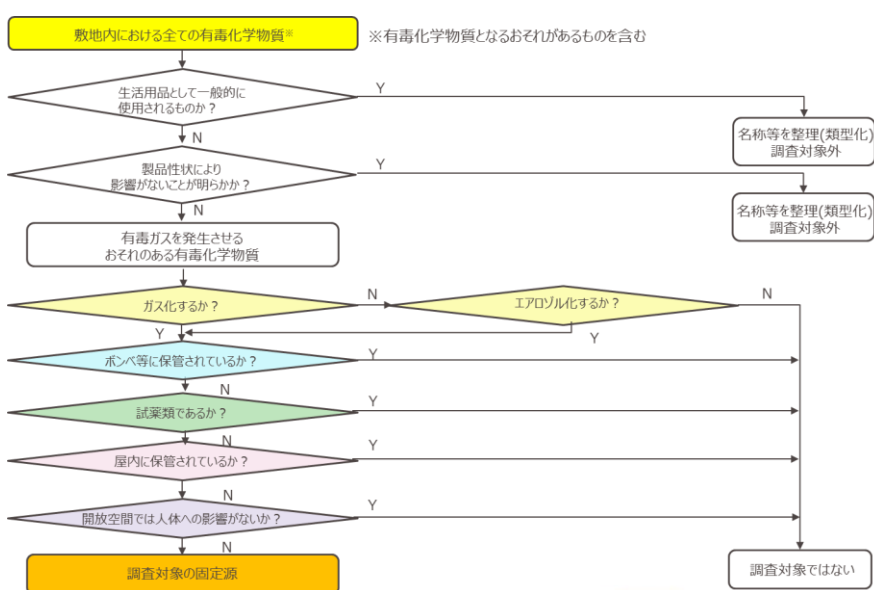 敷地内における全ての有毒化学物質※
※有毒化学物質となるおそれがあるものを含む
生活用品として一般的に
使用されるものか？
Y
N
名称等を整理(類型化)
調査対象外
製品性状により
影響がないことが明らかか？
Y
N
名称等を整理(類型化)
調査対象外
有毒ガスを発生させる
おそれのある有毒化学物質
ガス化するか？
N
エアロゾル化するか？
N
Y
Y
ボンベ等に保管されているか？
Y
N
試薬類であるか？
Y
N
屋内に保管されているか？
Y
N
開放空間では人体への影響がないか？
Y
N
調査対象の固定源
調査対象ではない